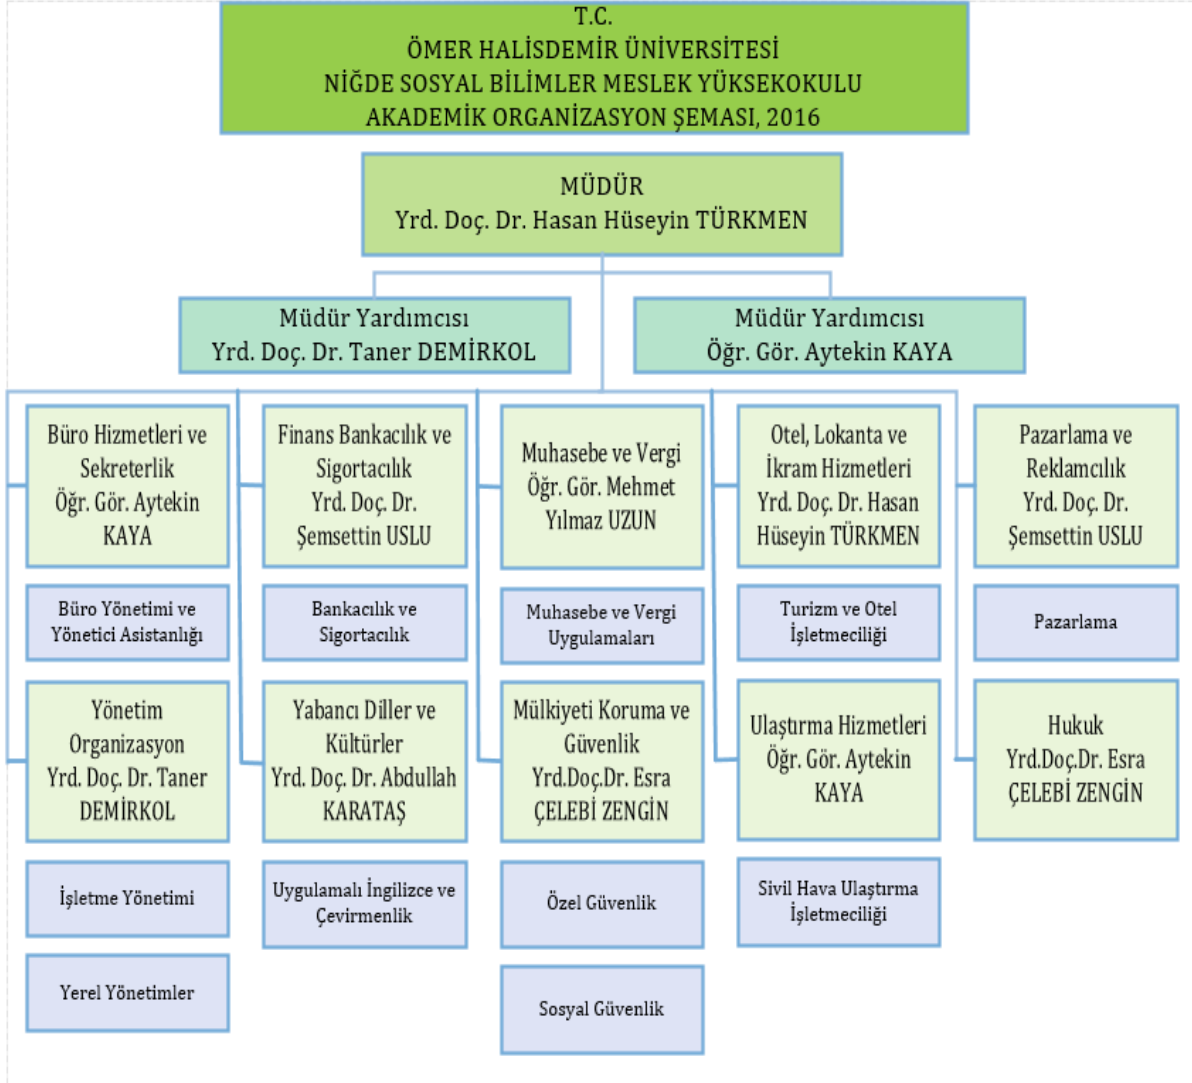 T.C.
ÖMER HALİSDEMİR ÜNİVERSİTESİ
NİĞDE SOSYAL BİLİMLER MESLEK YÜKSEKOKULU
AKADEMİK ORGANİZASYON ŞEMASI, 2016
MÜDÜR
Yrd. Doç. Dr. Hasan Hüseyin TÜRKMEN
Müdür Yardımcısı
Yrd. Doç. Dr. Taner DEMİRKOL
Müdür Yardımcısı
Öğr. Gör. Aytekin KAYA
Büro Hizmetleri ve
Sekreterlik
Öğr. Gör. Aytekin
KAYA
Finans Bankacılık ve
Sigortacılık
Yrd. Doç. Dr.
Şemsettin USLU
Muhasebe ve Vergi
Öğr. Gör. Mehmet
Yılmaz UZUN
Otel, Lokanta ve
İkram Hizmetleri
Yrd. Doç. Dr. Hasan
Hüseyin TÜRKMEN
Pazarlama ve
Reklamcılık
Yrd. Doç. Dr.
Şemsettin USLU
Büro Yönetimi ve
Yönetici Asistanlığı
Bankacılık ve
Sigortacılık
Muhasebe ve Vergi
Uygulamaları
Turizm ve Otel
İşletmeciliği
Pazarlama
Yönetim
Organizasyon
Yrd. Doç. Dr. Taner
DEMİRKOL
Yabancı Diller ve
Kültürler
Yrd. Doç. Dr. Abdullah
KARATAŞ
Mülkiyeti Koruma ve
Güvenlik
Yrd.Doç.Dr. Esra
ÇELEBİ ZENGİN
Ulaştırma Hizmetleri
Öğr. Gör. Aytekin
KAYA
Hukuk
Yrd.Doç.Dr. Esra
ÇELEBİ ZENGİN
İşletme Yönetimi
Uygulamalı İngilizce ve
Çevirmenlik
Özel Güvenlik
Sivil Hava Ulaştırma
İşletmeciliği
Yerel Yönetimler
Sosyal Güvenlik